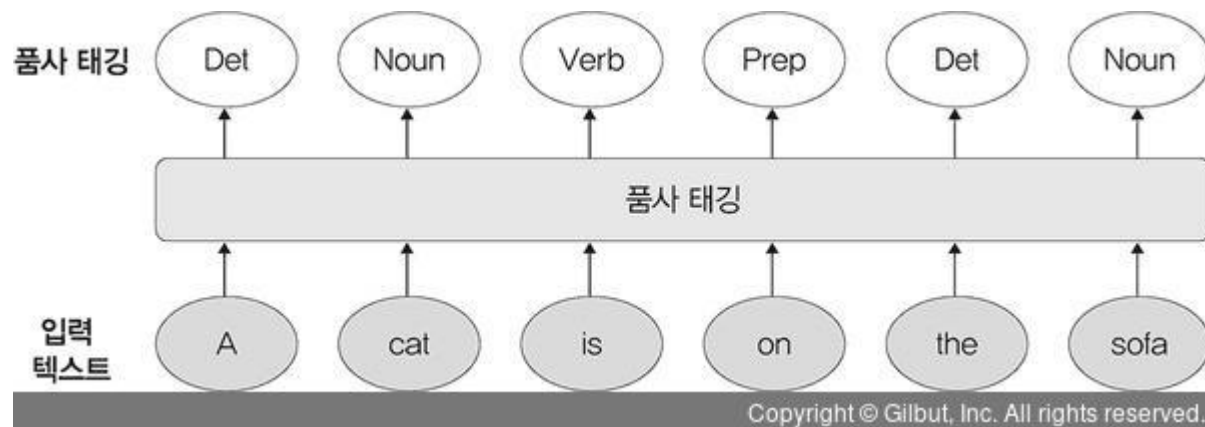 품사 태깅 Det Noun Verb Prep Det Noun
품사 태깅
입력
텍스트
A cat is on the sofa
Copyright © Gilbut, Inc. All rights reserved.